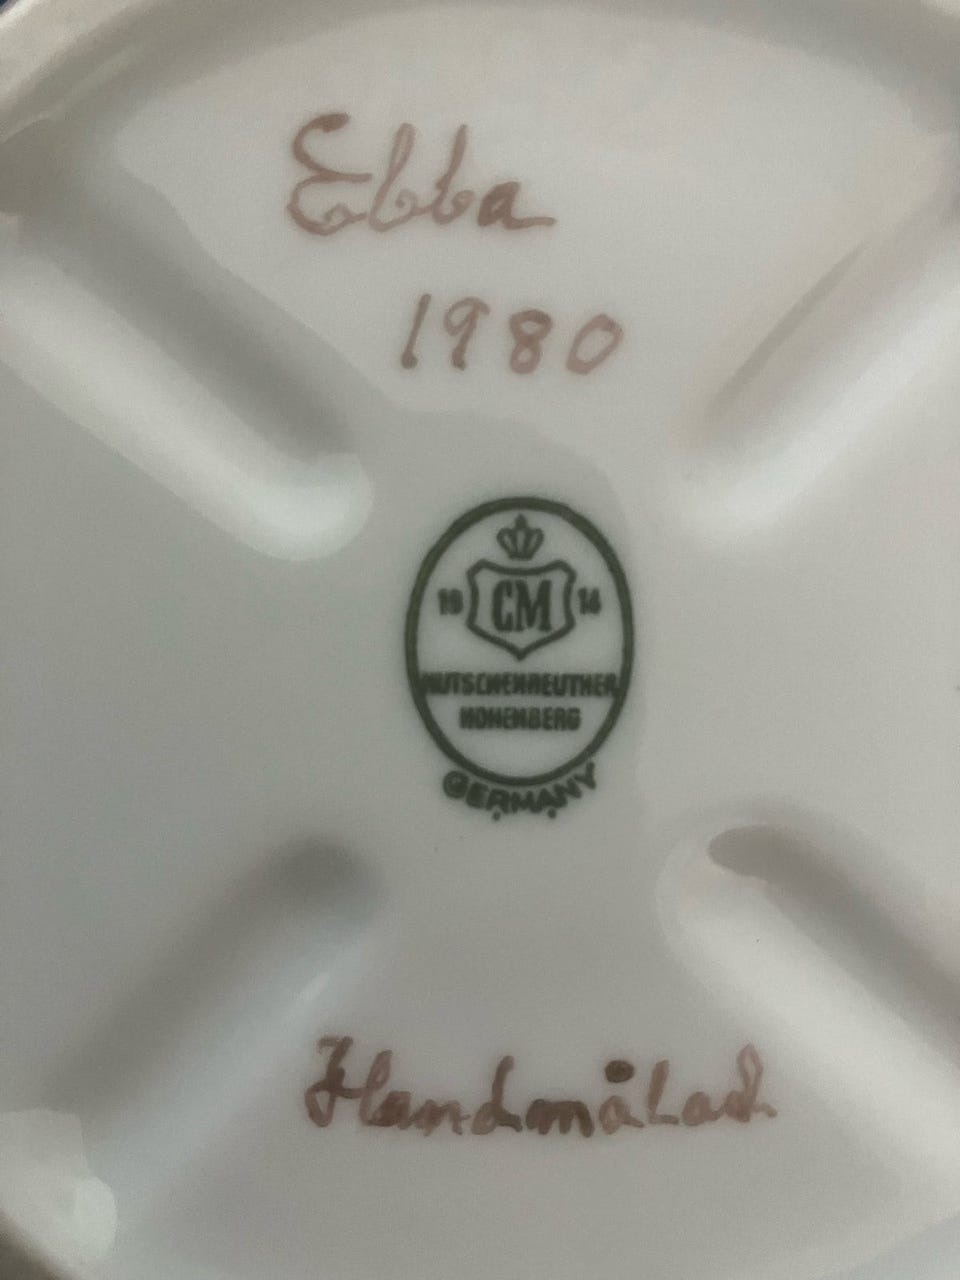 Ebba
1980
19 CM 14
HUTSCHENREUTHER
HOHENBERG
GERMANY
Handmålad